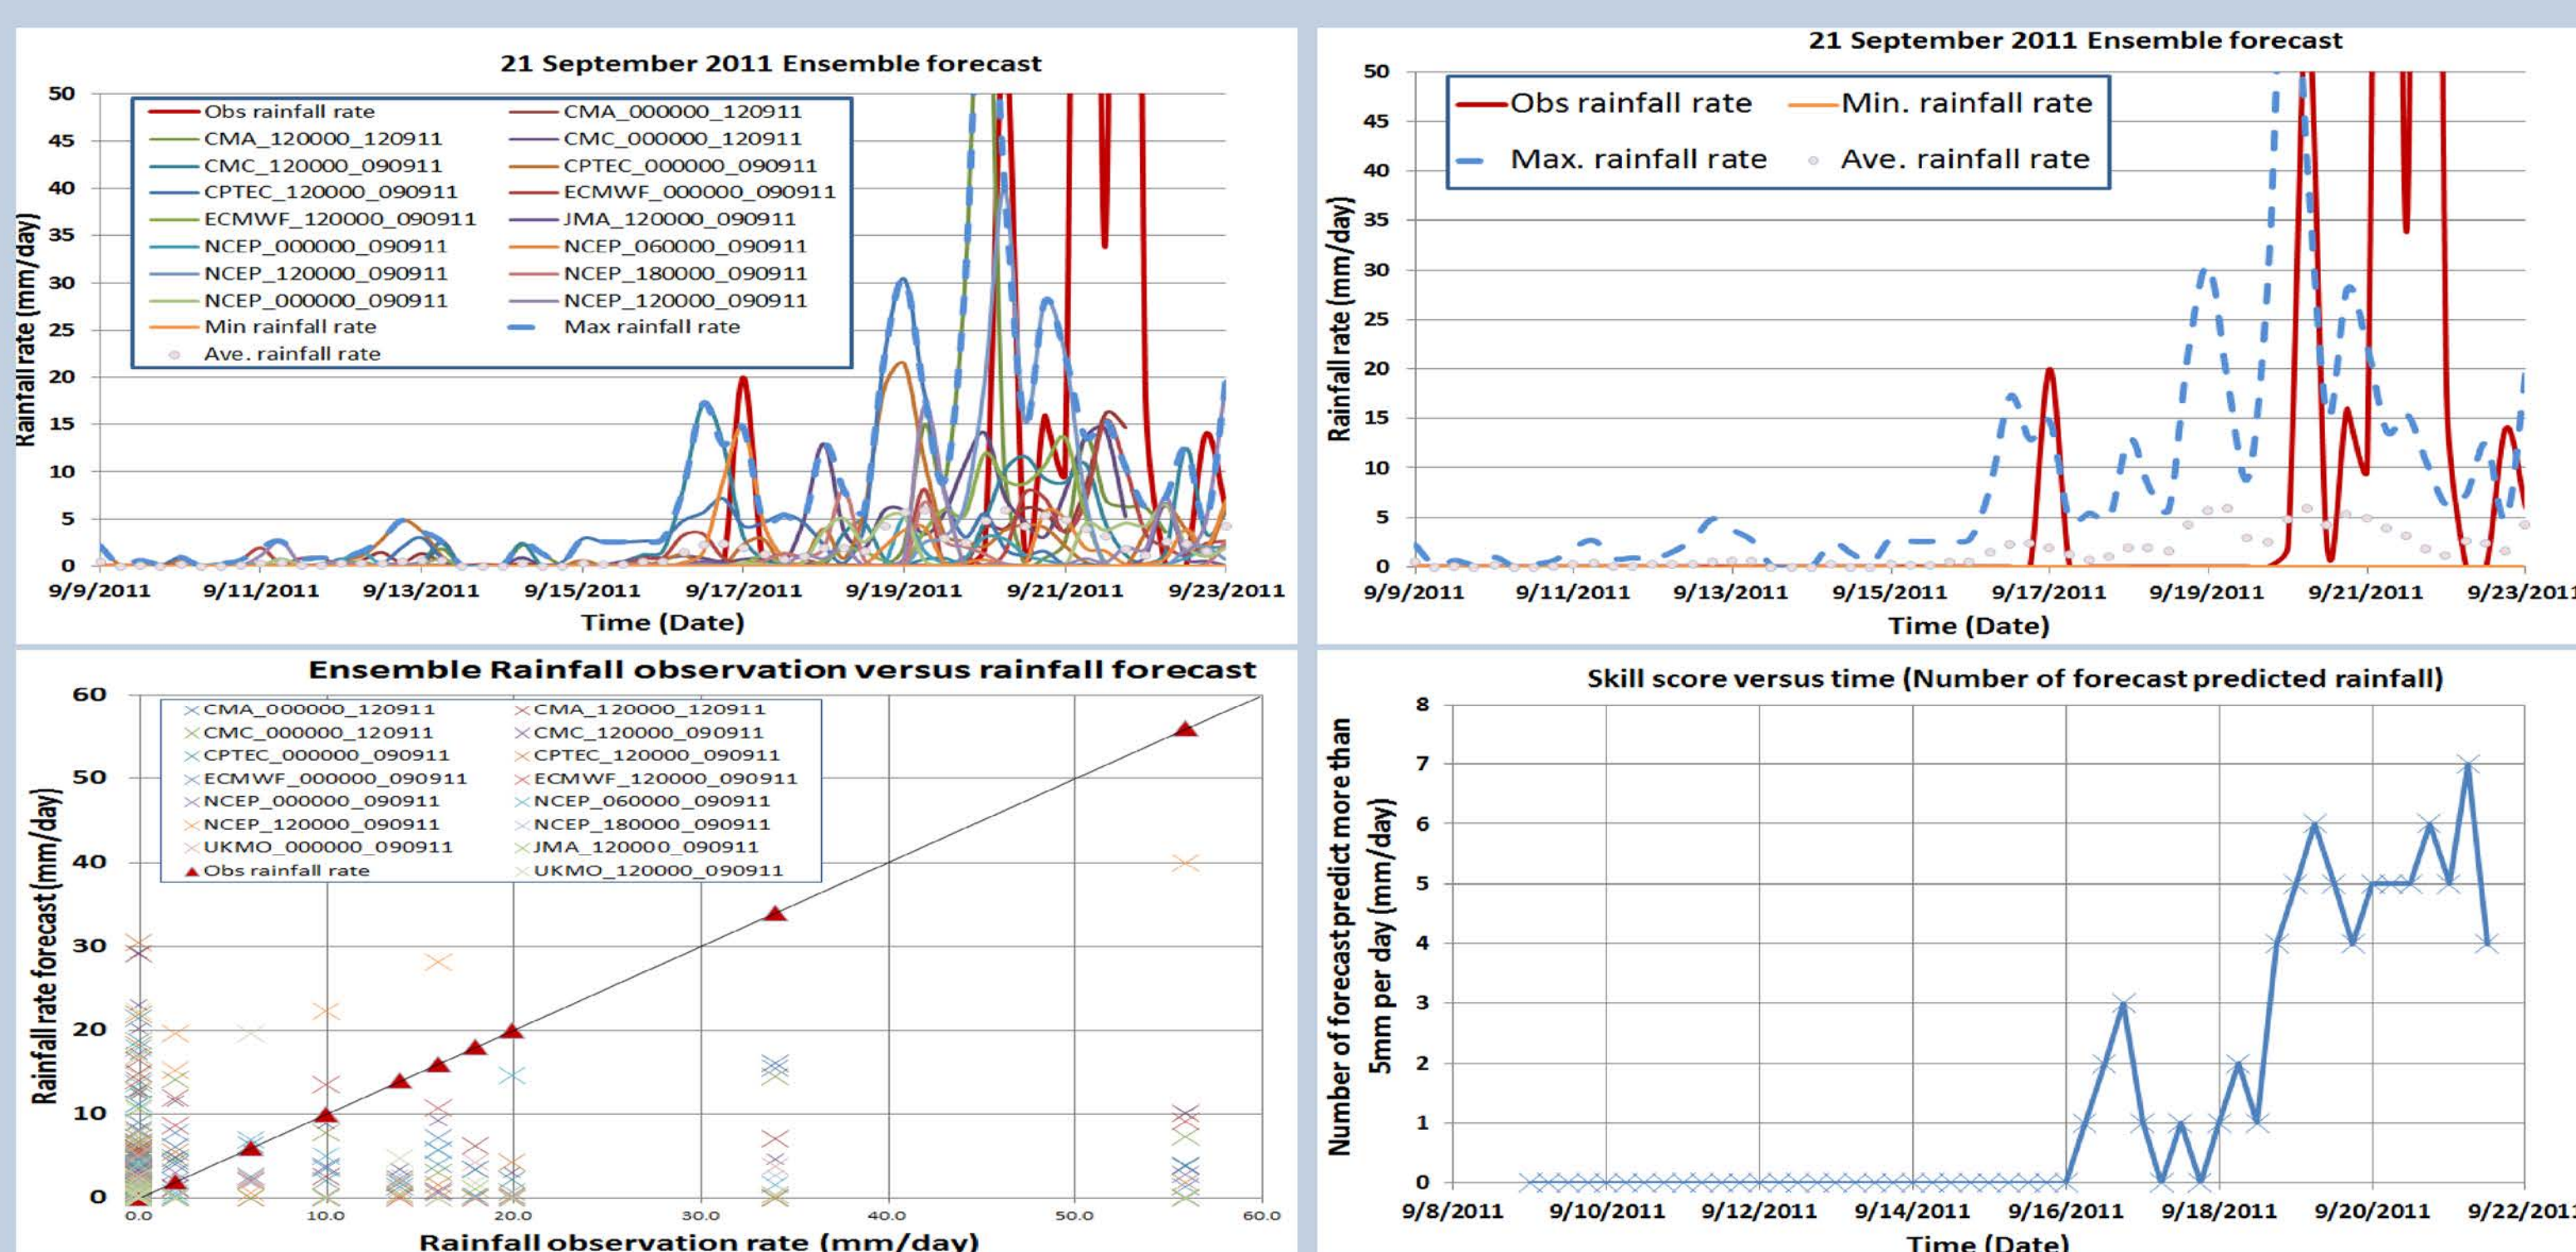 21 September 2011 Ensemble forecast
Rainfall rate (mm/day)
50
45
40
35
30
25
20
15
10
5
0
Obs rainfall rate CMA_000000_120911
CMA_120000_120911 CMC_000000_120911
CMC_120000_090911 CPTEC_000000_090911
CPTEC_120000_090911 ECMWF_000000_090911
ECMWF_120000_090911 JMA_120000_090911
NCEP_000000_090911 NCEP_060000_090911
NCEP_120000_090911 NCEP_180000_090911
NCEP_000000_090911 NCEP_120000_090911
Min rainfall rate Max rainfall rate
Ave. rainfall rate
9/9/2011 9/11/2011 9/13/2011 9/15/2011 9/17/2011 9/19/2011 9/21/2011 9/23/2011
Time (Date)
21 September 2011 Ensemble forecast
Rainfall rate (mm/day)
50
45
40
35
30
25
20
15
10
5
0
Obs rainfall rate Min. rainfall rate
Max. rainfall rate Ave. rainfall rate
9/9/2011 9/11/2011 9/13/2011 9/15/2011 9/17/2011 9/19/2011 9/21/2011 9/23/2011
Time (Date)
Ensemble Rainfall observation versus rainfall forecast
Rainfall rate forecast (mm/day)
60
50
40
30
20
10
0
CMA_000000_120911 CMA_120000_120911
CMC_000000_120911 CMC_120000_090911
CPTEC_000000_090911 CPTEC_120000_090911
ECMWF_000000_090911 ECMWF_120000_090911
NCEP_000000_090911 NCEP_060000_090911
NCEP_120000_090911 NCEP_180000_090911
UKMO_000000_090911 JMA_120000_090911
Obs rainfall rate UKMO_120000_090911
0.0 10.0 20.0 30.0 40.0 50.0 60.0
Rainfall observation rate (mm/day)
Skill score versus time (Number of forecast predicted rainfall)
Number of forecast predict more than
5mm per day (mm/day)
8
7
6
5
4
3
2
1
0
9/8/2011 9/10/2011 9/12/2011 9/14/2011 9/16/2011 9/18/2011 9/20/2011 9/22/2011
Time (Date)